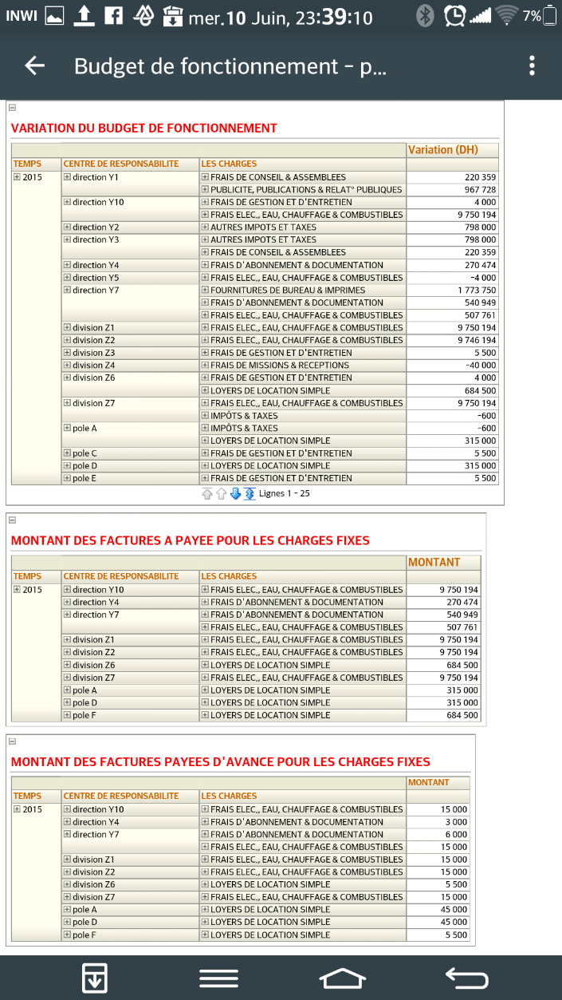 INWI mer.10 Juin, 23:39:10 7%
Budget de fonctionnement - p...
VARIATION DU BUDGET DE FONCTIONNEMENT
Variation (DH)
TEMPS CENTRE DE RESPONSABILITE LES CHARGES
2015 direction Y1 FRAIS DE CONSEIL & ASSEMBLEES 220 359
PUBLICITE, PUBLICATIONS & RELAT° PUBLIQUES 967 728
direction Y10 FRAIS DE GESTION ET D'ENTRETIEN 4 000
FRAIS ELEC., EAU, CHAUFFAGE & COMBUSTIBLES 9 750 194
direction Y2 AUTRES IMPOTS ET TAXES 798 000
direction Y3 AUTRES IMPOTS ET TAXES 798 000
FRAIS DE CONSEIL & ASSEMBLEES 220 359
direction Y4 FRAIS D'ABONNEMENT & DOCUMENTATION 270 474
direction Y5 FRAIS ELEC., EAU, CHAUFFAGE & COMBUSTIBLES -4 000
direction Y7 FOURNITURES DE BUREAU & IMPRIMES 1 773 750
FRAIS D'ABONNEMENT & DOCUMENTATION 540 949
FRAIS ELEC., EAU, CHAUFFAGE & COMBUSTIBLES 507 761
division Z1 FRAIS ELEC., EAU, CHAUFFAGE & COMBUSTIBLES 9 750 194
division Z2 FRAIS ELEC., EAU, CHAUFFAGE & COMBUSTIBLES 9 746 194
division Z3 FRAIS DE GESTION ET D'ENTRETIEN 5 500
division Z4 FRAIS DE MISSIONS & RECEPTIONS -40 000
division Z6 FRAIS DE GESTION ET D'ENTRETIEN 4 000
LOYERS DE LOCATION SIMPLE 684 500
division Z7 FRAIS ELEC., EAU, CHAUFFAGE & COMBUSTIBLES 9 750 194
IMPÔTS & TAXES -600
pole A IMPÔTS & TAXES -600
LOYERS DE LOCATION SIMPLE 315 000
pole C FRAIS DE GESTION ET D'ENTRETIEN 5 500
pole D LOYERS DE LOCATION SIMPLE 315 000
pole E FRAIS DE GESTION ET D'ENTRETIEN 5 500
Lignes 1 - 25
MONTANT DES FACTURES A PAYEE POUR LES CHARGES FIXES
MONTANT
TEMPS CENTRE DE RESPONSABILITE LES CHARGES
2015 direction Y10 FRAIS ELEC., EAU, CHAUFFAGE & COMBUSTIBLES 9 750 194
direction Y4 FRAIS D'ABONNEMENT & DOCUMENTATION 270 474
direction Y7 FRAIS D'ABONNEMENT & DOCUMENTATION 540 949
FRAIS ELEC., EAU, CHAUFFAGE & COMBUSTIBLES 507 761
division Z1 FRAIS ELEC., EAU, CHAUFFAGE & COMBUSTIBLES 9 750 194
division Z2 FRAIS ELEC., EAU, CHAUFFAGE & COMBUSTIBLES 9 750 194
division Z6 LOYERS DE LOCATION SIMPLE 684 500
division Z7 FRAIS ELEC., EAU, CHAUFFAGE & COMBUSTIBLES 9 750 194
pole A LOYERS DE LOCATION SIMPLE 315 000
pole D LOYERS DE LOCATION SIMPLE 315 000
pole F LOYERS DE LOCATION SIMPLE 684 500
MONTANT DES FACTURES PAYEES D'AVANCE POUR LES CHARGES FIXES
MONTANT
TEMPS CENTRE DE RESPONSABILITE LES CHARGES
2015 direction Y10 FRAIS ELEC., EAU, CHAUFFAGE & COMBUSTIBLES 15 000
direction Y4 FRAIS D'ABONNEMENT & DOCUMENTATION 3 000
direction Y7 FRAIS D'ABONNEMENT & DOCUMENTATION 6 000
FRAIS ELEC., EAU, CHAUFFAGE & COMBUSTIBLES 15 000
division Z1 FRAIS ELEC., EAU, CHAUFFAGE & COMBUSTIBLES 15 000
division Z2 FRAIS ELEC., EAU, CHAUFFAGE & COMBUSTIBLES 15 000
division Z6 LOYERS DE LOCATION SIMPLE 5 500
division Z7 FRAIS ELEC., EAU, CHAUFFAGE & COMBUSTIBLES 15 000
pole A LOYERS DE LOCATION SIMPLE 45 000
pole D LOYERS DE LOCATION SIMPLE 45 000
pole F LOYERS DE LOCATION SIMPLE 5 500